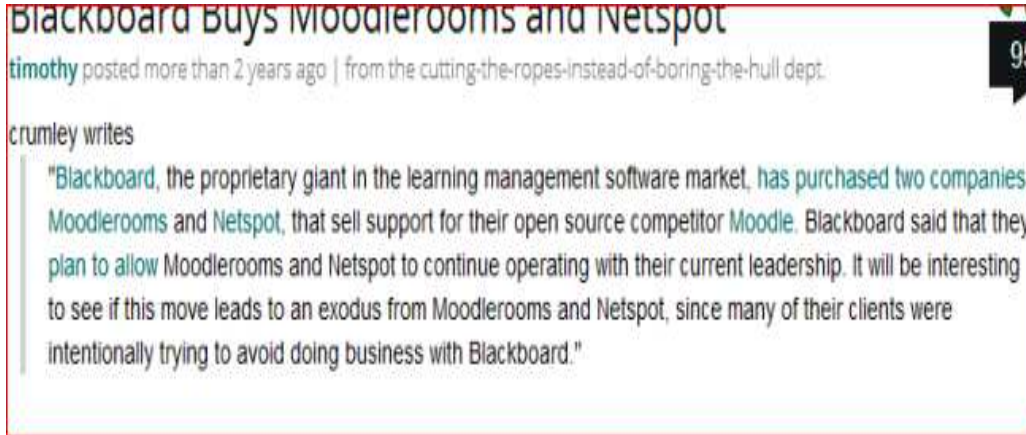 Blackboard Buys Moodlerooms and Netspot
timothy posted more than 2 years ago | from the cutting-the-ropes-instead-of-boring-the-hull dept.
crumley writes
"Blackboard, the proprietary giant in the learning management software market, has purchased two companies
Moodlerooms and Netspot, that sell support for their open source competitor Moodle. Blackboard said that they
plan to allow Moodlerooms and Netspot to continue operating with their current leadership. It will be interesting
to see if this move leads to an exodus from Moodlerooms and Netspot, since many of their clients were
intentionally trying to avoid doing business with Blackboard."